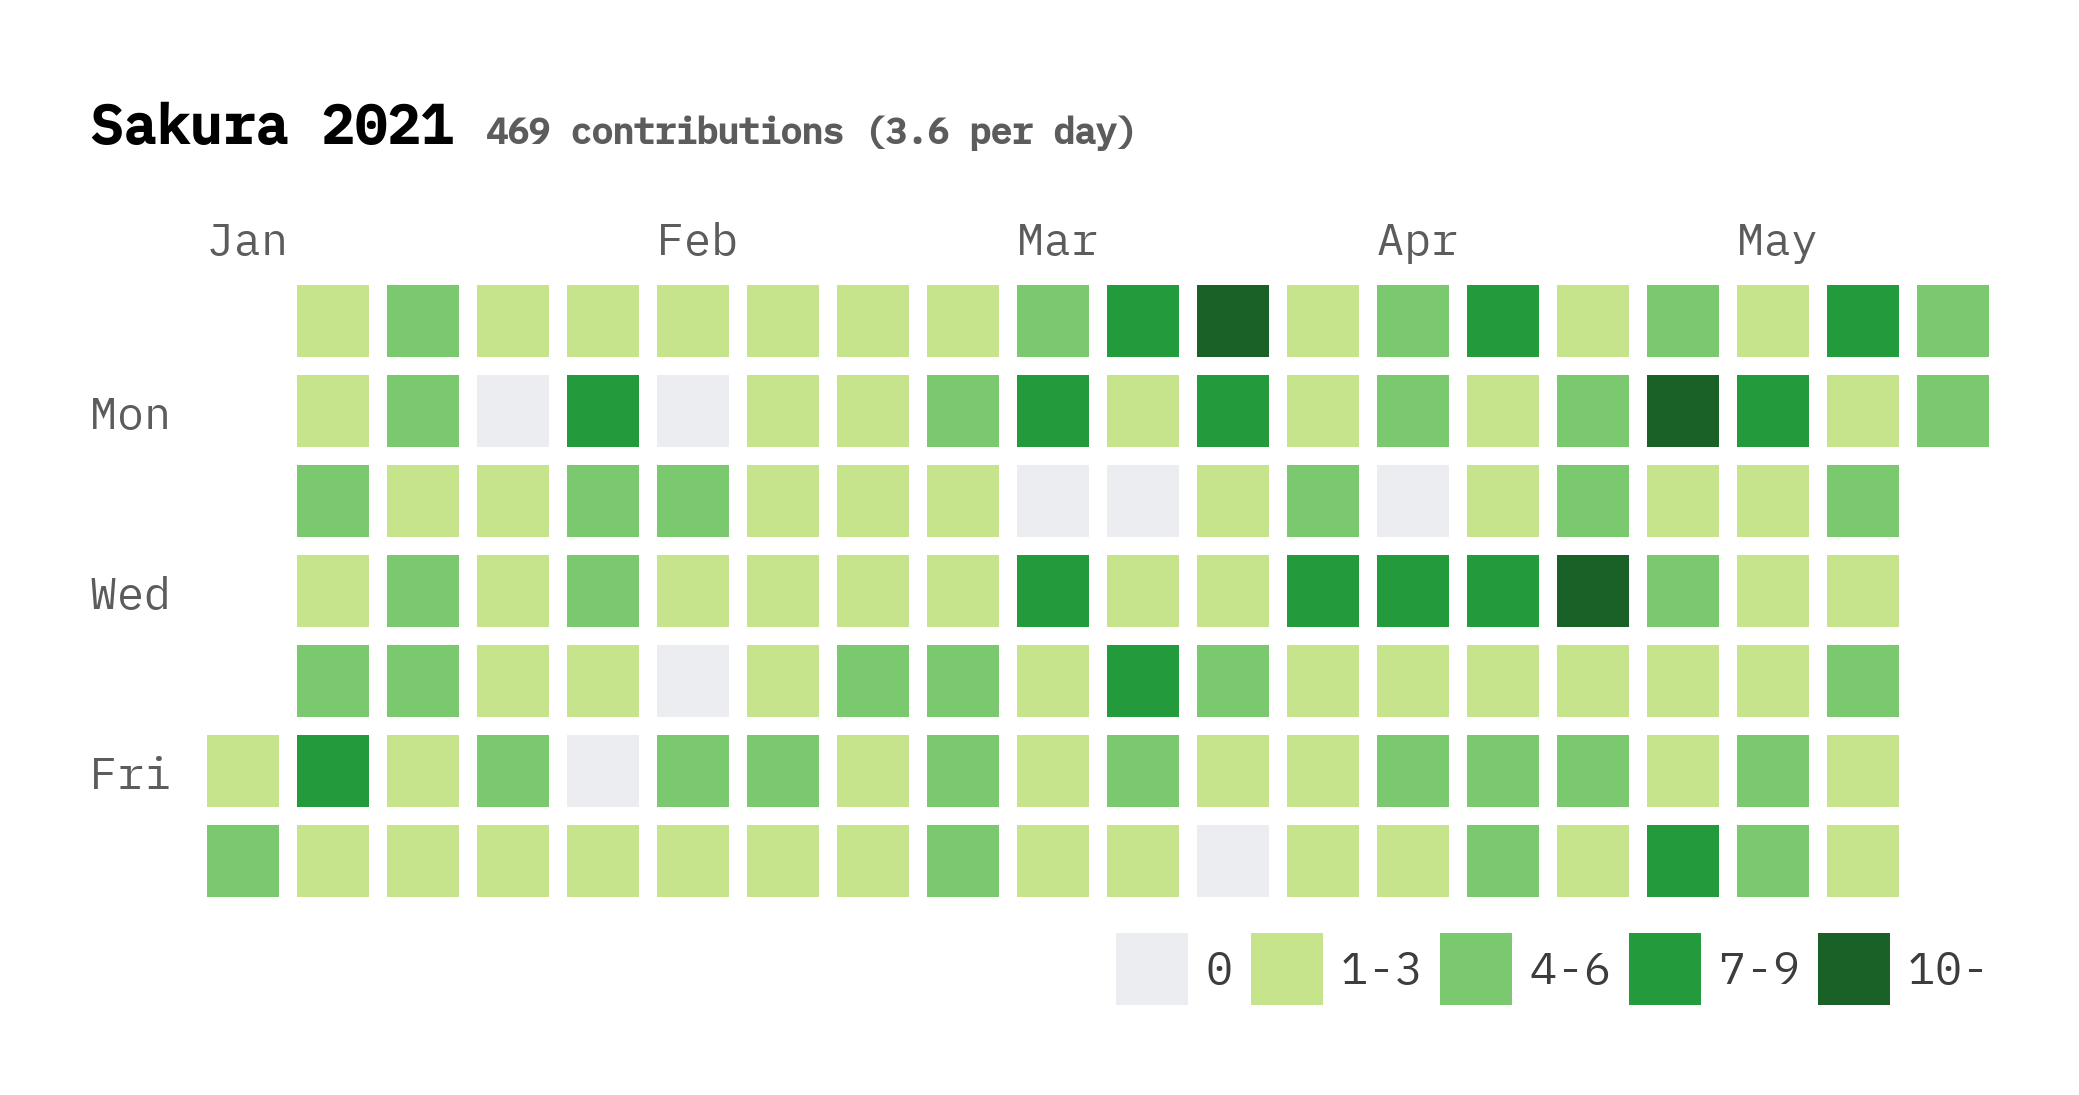 Sakura 2021 469 contributions (3.6 per day)
Jan Feb Mar Apr May
Mon
Wed
Fri
0 1-3 4-6 7-9 10-